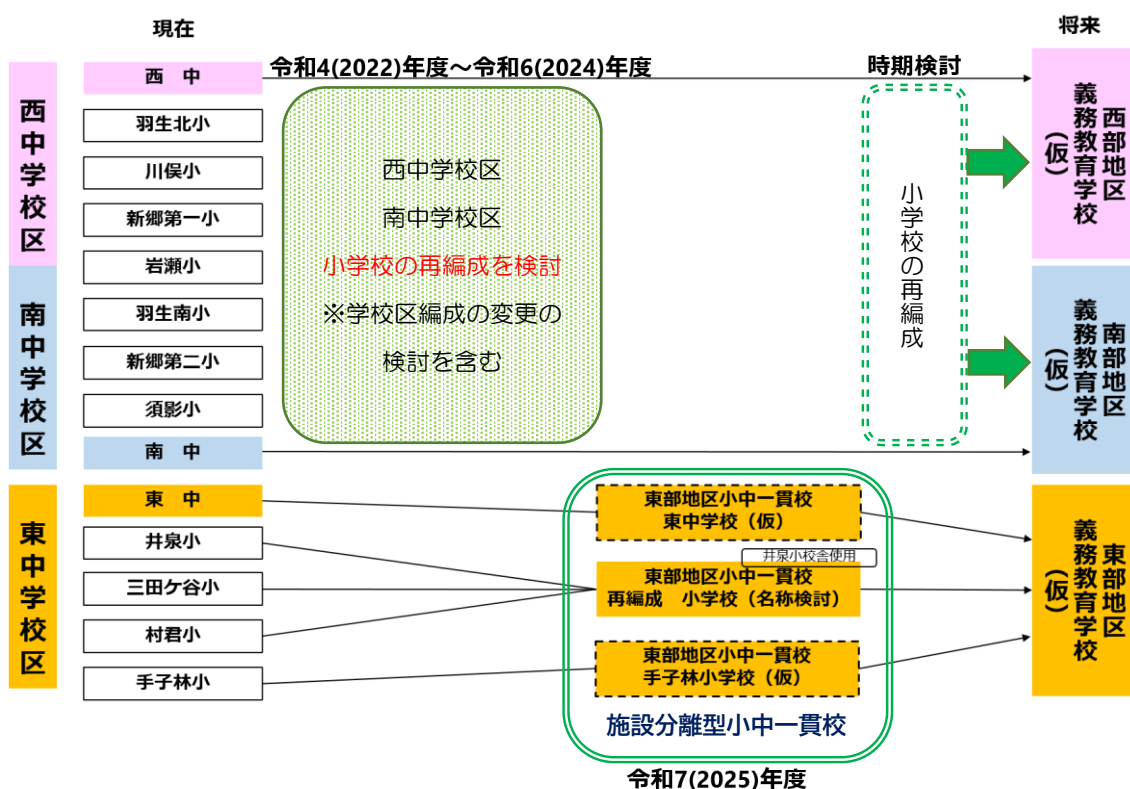 現在
将来
令和4(2022)年度～令和6(2024)年度
時期検討
西中学校区
西　中
羽生北小
川俣小
新郷第一小
岩瀬小
南中学校区
羽生南小
新郷第二小
須影小
南　中
西中学校区
南中学校区
小学校の再編成を検討
※学校区編成の変更の
検討を含む
小学校の再編成
西部地区
義務教育学校
(仮)
南部地区
義務教育学校
(仮)
東中学校区
東　中
井泉小
三田ケ谷小
村君小
手子林小
東部地区小中一貫校
東中学校（仮）
井泉小校舎使用
東部地区小中一貫校
再編成　小学校（名称検討）
東部地区小中一貫校
手子林小学校（仮）
施設分離型小中一貫校
令和7(2025)年度
東部地区
義務教育学校
(仮)